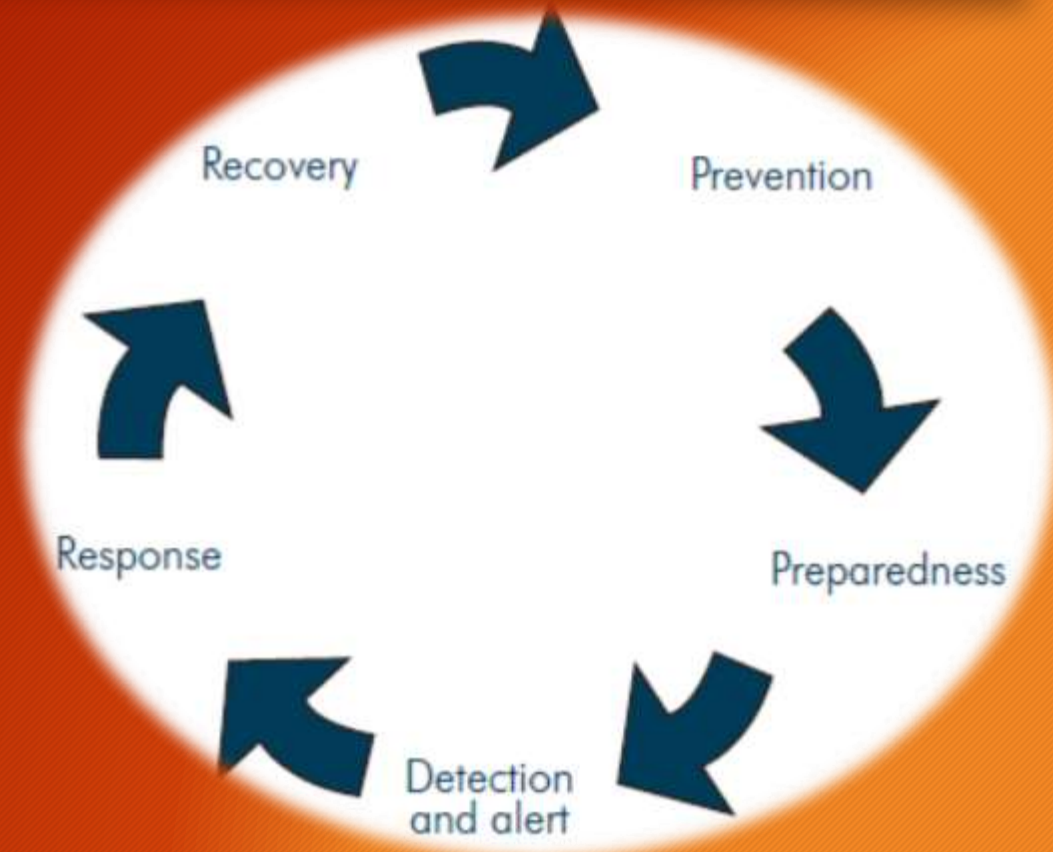 Recovery
Prevention
Response
Preparedness
Detection
and alert